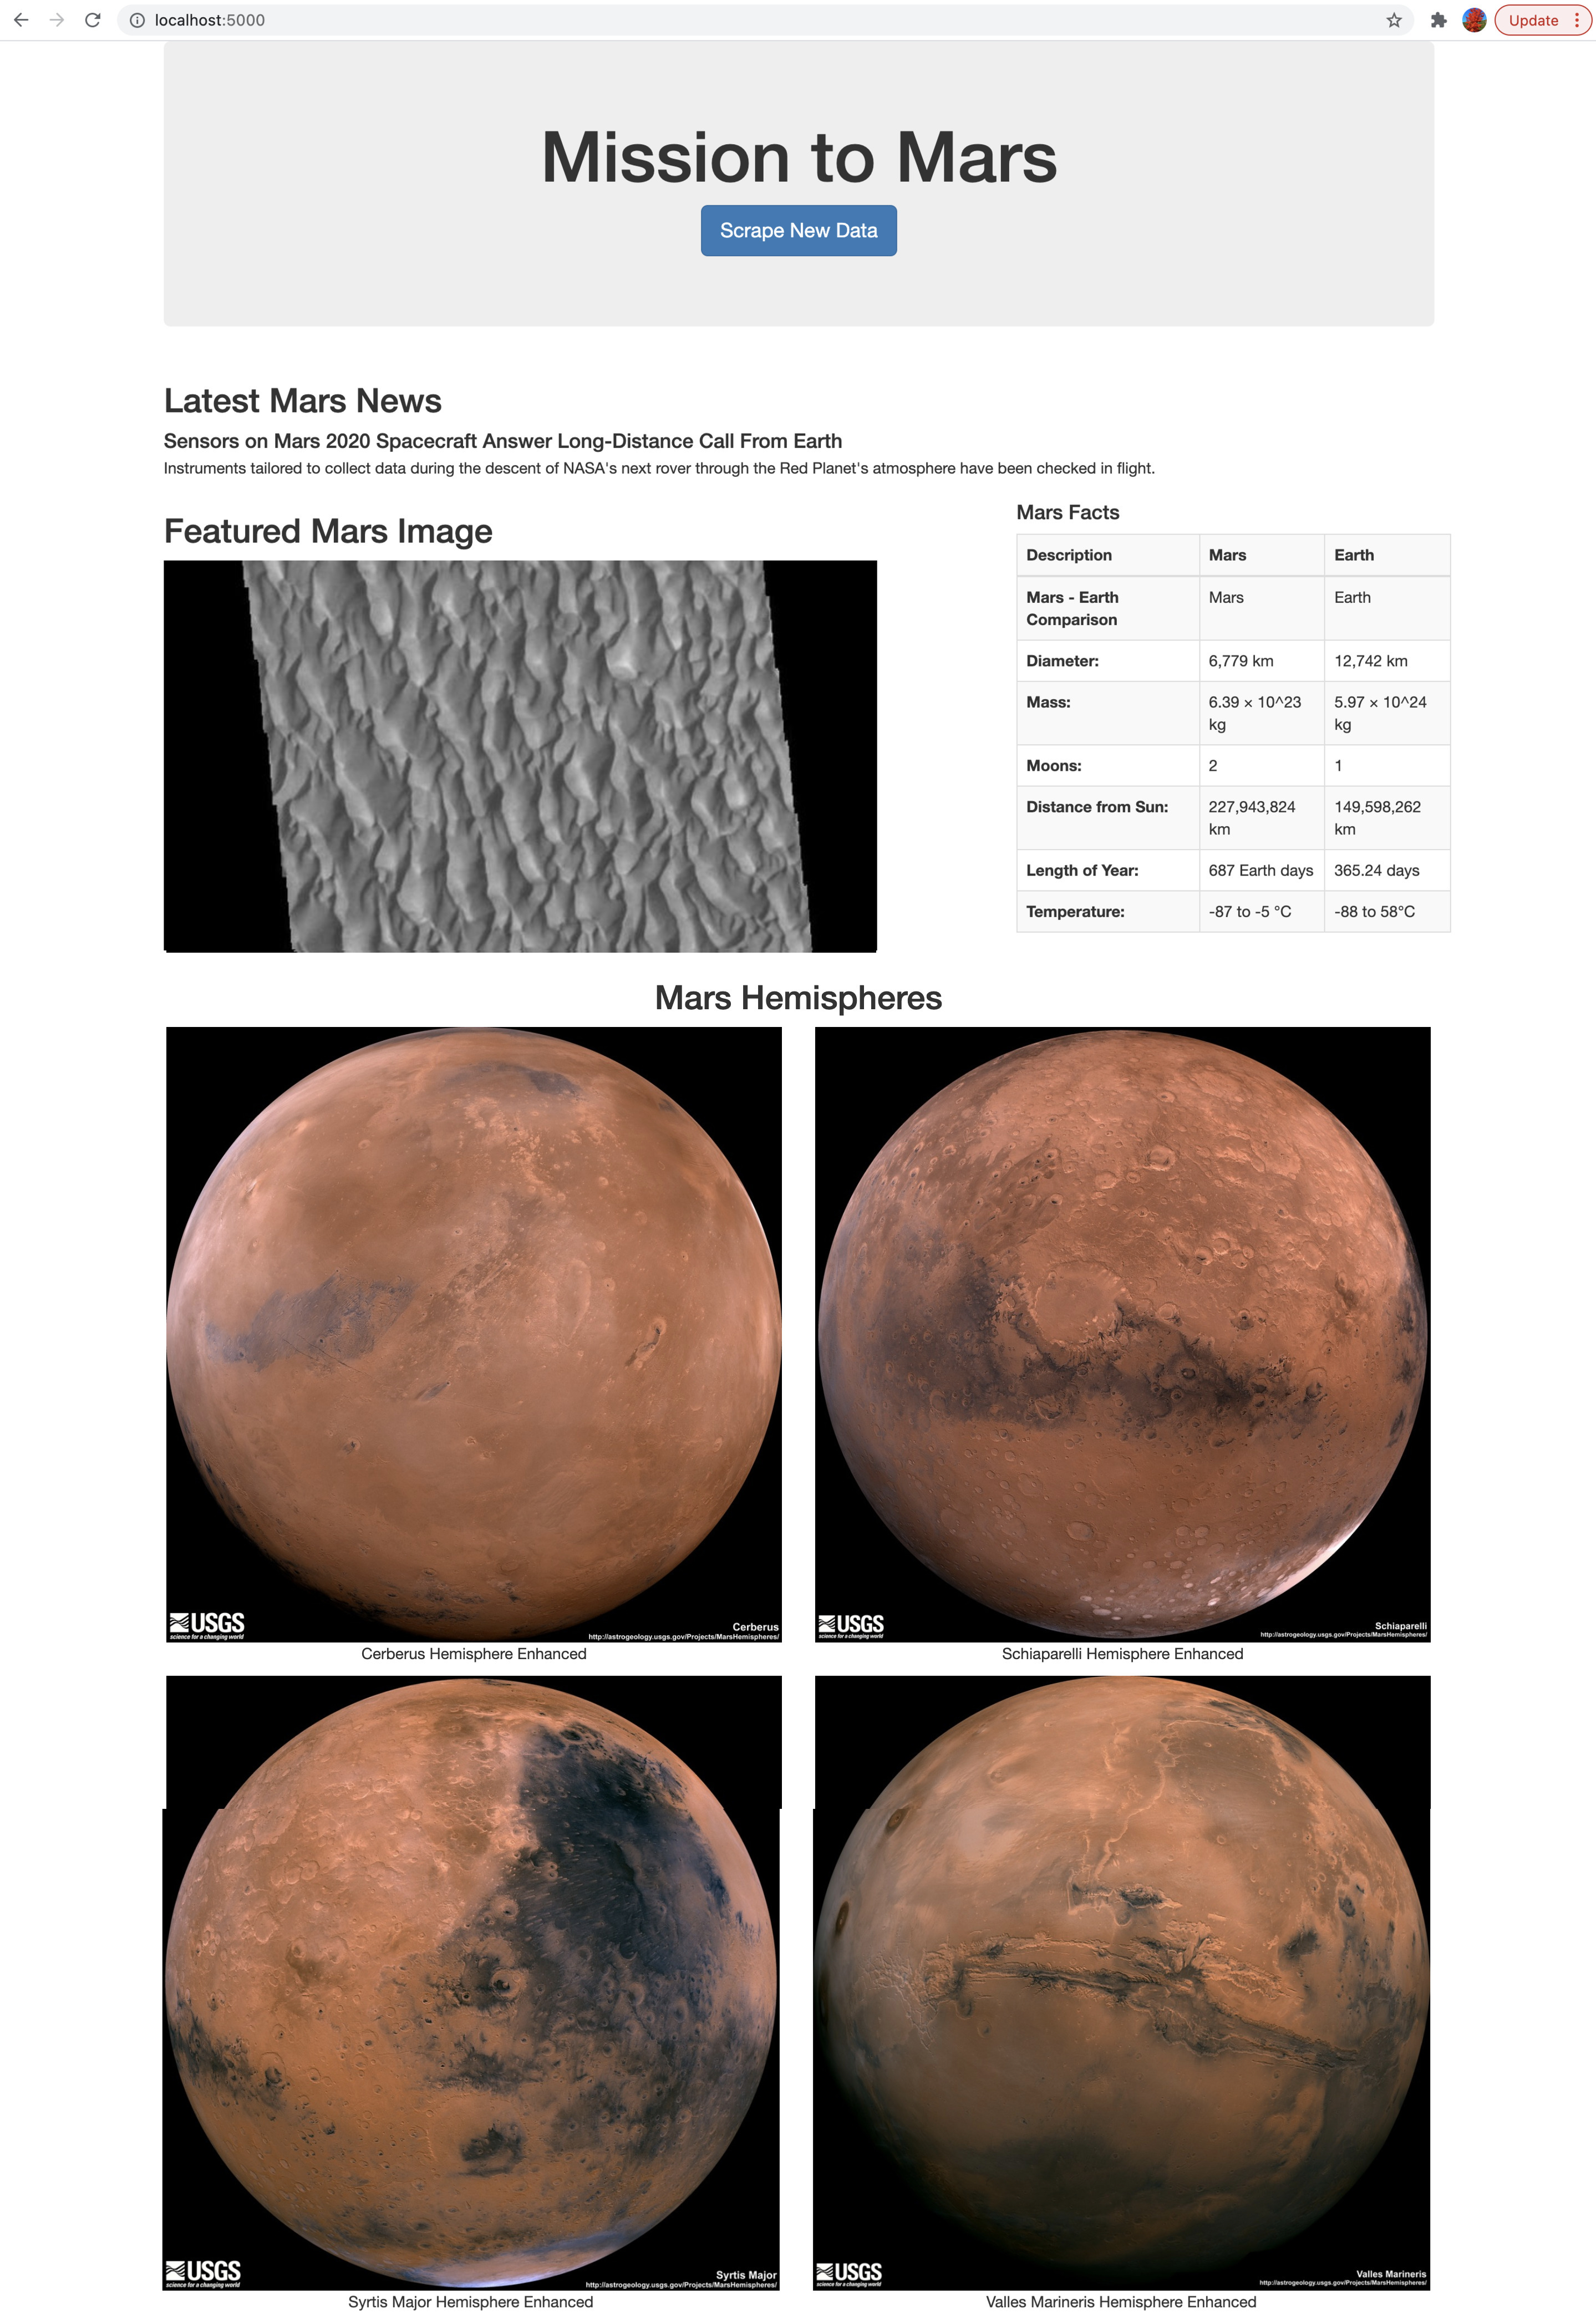 localhost:5000
Update
Mission to Mars
Scrape New Data
Latest Mars News
Sensors on Mars 2020 Spacecraft Answer Long-Distance Call From Earth
Instruments tailored to collect data during the descent of NASA's next rover through the Red Planet's atmosphere have been checked in flight.
Featured Mars Image
Mars Facts
Description Mars Earth
Mars - Earth Comparison Mars Earth
Diameter: 6,779 km 12,742 km
Mass: 6.39 × 10^23 kg 5.97 × 10^24 kg
Moons: 2 1
Distance from Sun: 227,943,824 km 149,598,262 km
Length of Year: 687 Earth days 365.24 days
Temperature: -87 to -5 °C -88 to 58°C
Mars Hemispheres
USGS
science for a changing world
Cerberus
http://astrogeology.usgs.gov/Projects/MarsHemispheres/
Cerberus Hemisphere Enhanced
USGS
science for a changing world
Schiaparelli
http://astrogeology.usgs.gov/Projects/MarsHemispheres/
Schiaparelli Hemisphere Enhanced
USGS
science for a changing world
Syrtis Major
http://astrogeology.usgs.gov/Projects/MarsHemispheres/
Syrtis Major Hemisphere Enhanced
USGS
science for a changing world
Valles Marineris
http://astrogeology.usgs.gov/Projects/MarsHemispheres/
Valles Marineris Hemisphere Enhanced